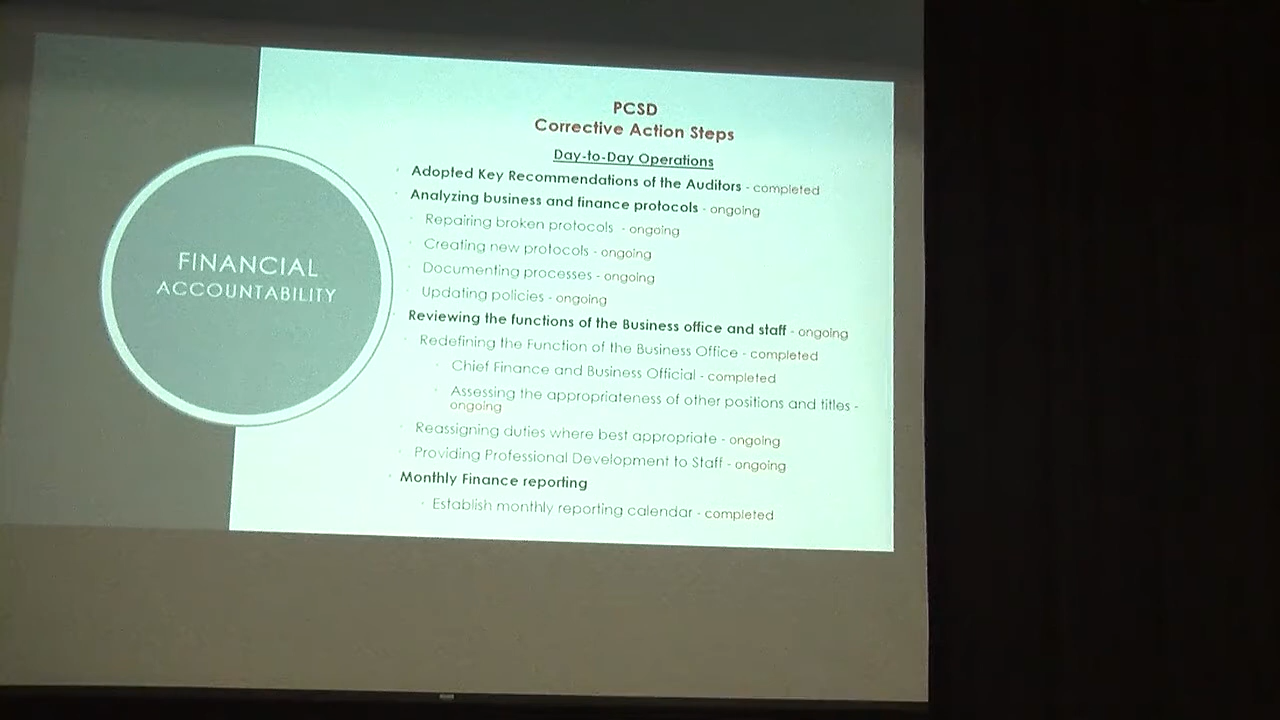 FINANCIAL
ACCOUNTABILITY
PCSD
Corrective Action Steps
Day-to-Day Operations
Adopted Key Recommendations of the Auditors - completed
Analyzing business and finance protocols - ongoing
Repairing broken protocols - ongoing
Creating new protocols - ongoing
Documenting processes - ongoing
Updating policies - ongoing
Reviewing the functions of the Business office and staff - ongoing
Redefining the Function of the Business Office - completed
Chief Finance and Business Official - completed
Assessing the appropriateness of other positions and titles -
ongoing
Reassigning duties where best appropriate - ongoing
Providing Professional Development to Staff - ongoing
Monthly Finance reporting
Establish monthly reporting calendar - completed